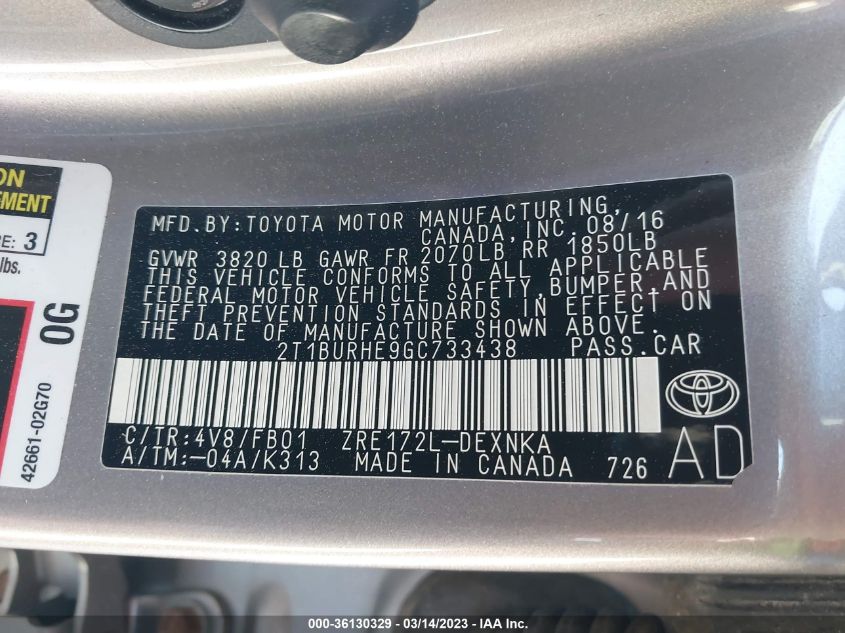 ON
EMENT
RE: 3
lbs.
0G
42661-02G70
MFD. BY: TOYOTA MOTOR MANUFACTURING,
CANADA, INC. 08/16
GVWR 3820 LB GAWR FR 2070LB RR 1850LB
THIS VEHICLE CONFORMS TO ALL APPLICABLE
FEDERAL MOTOR VEHICLE SAFETY, BUMPER, AND
THEFT PREVENTION STANDARDS IN EFFECT ON
THE DATE OF MANUFACTURE SHOWN ABOVE.
2T1BURHE9GC733438 PASS.CAR
C/TR:4V8/FB01 ZRE172L-DEXNKA
A/TM:-04A/K313 MADE IN CANADA 726
AD
000-36130329 - 03/14/2023 - IAA Inc.